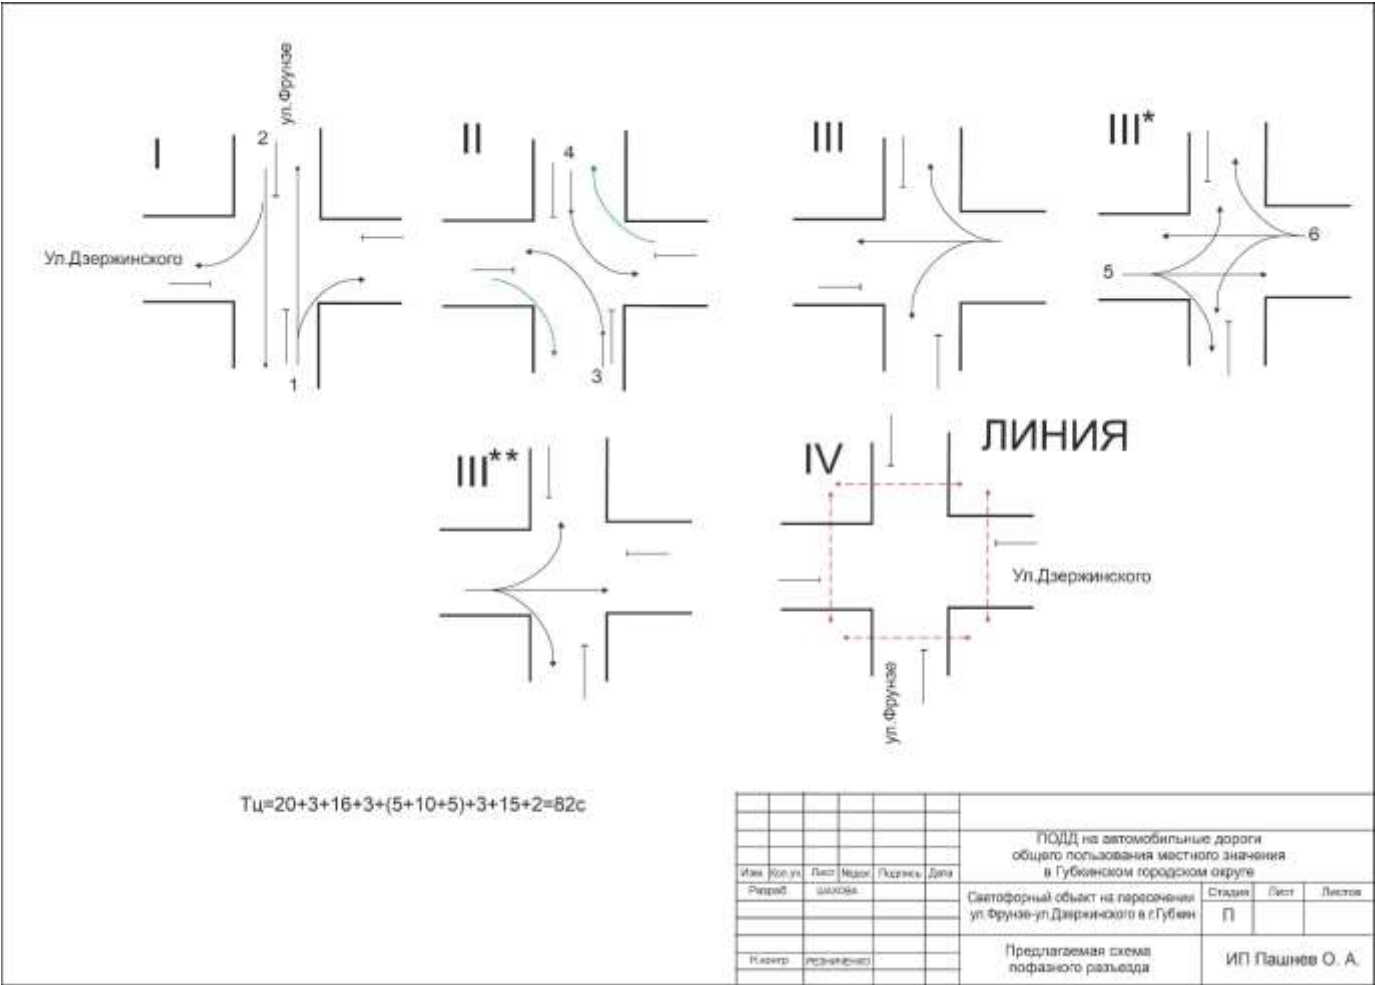 ул.Фрунзе
I
2
Ул.Дзержинского
1
II
4
3
III
III*
6
5
III**
IV
ЛИНИЯ
Ул.Дзержинского
ул.Фрунзе
Тц=20+3+16+3+(5+10+5)+3+15+2=82с
ПОДД на автомобильные дороги
общего пользования местного значения
в Губкинском городском округе
Изм. Кол.уч. Лист №док. Подпись Дата
Разраб. ШАХОВА
Светофорный объект на пересечении
ул.Фрунзе-ул.Дзержинского в г.Губкин
Стадия Лист Листов
П
Н.контр. РЕЗНИЧЕНКО
Предлагаемая схема
пофазного разъезда
ИП Пашнев О. А.